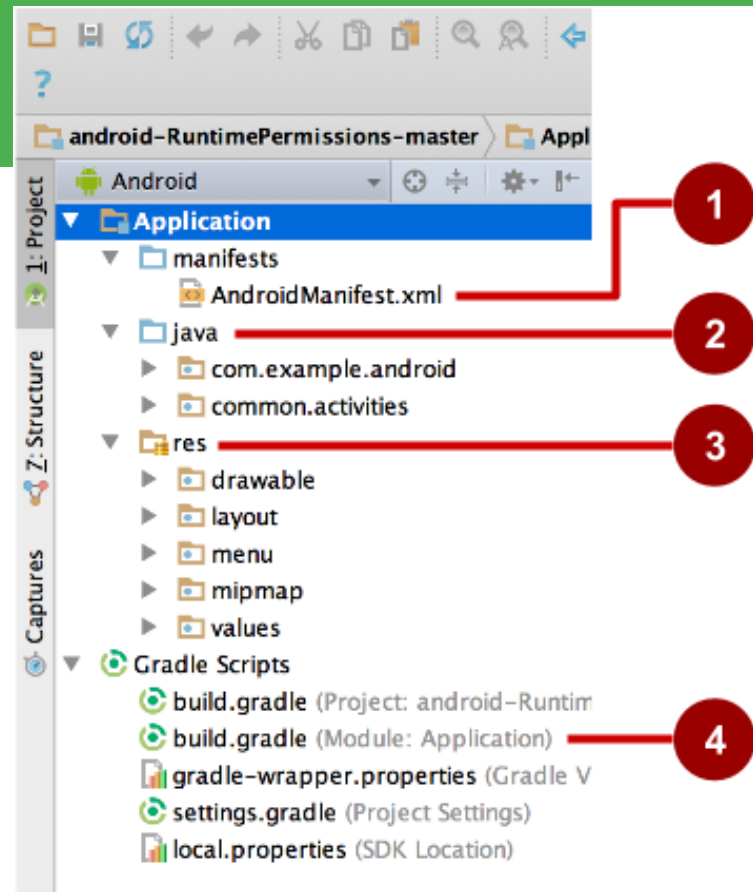 ?
android-RuntimePermissions-master Appl
Android
1: Project
Application
1
manifests
AndroidManifest.xml
java
2
com.example.android
common.activities
7: Structure
res
3
drawable
layout
menu
mipmap
Captures
values
Gradle Scripts
build.gradle (Project: android-Runtim
build.gradle (Module: Application)
4
gradle-wrapper.properties (Gradle V
settings.gradle (Project Settings)
local.properties (SDK Location)